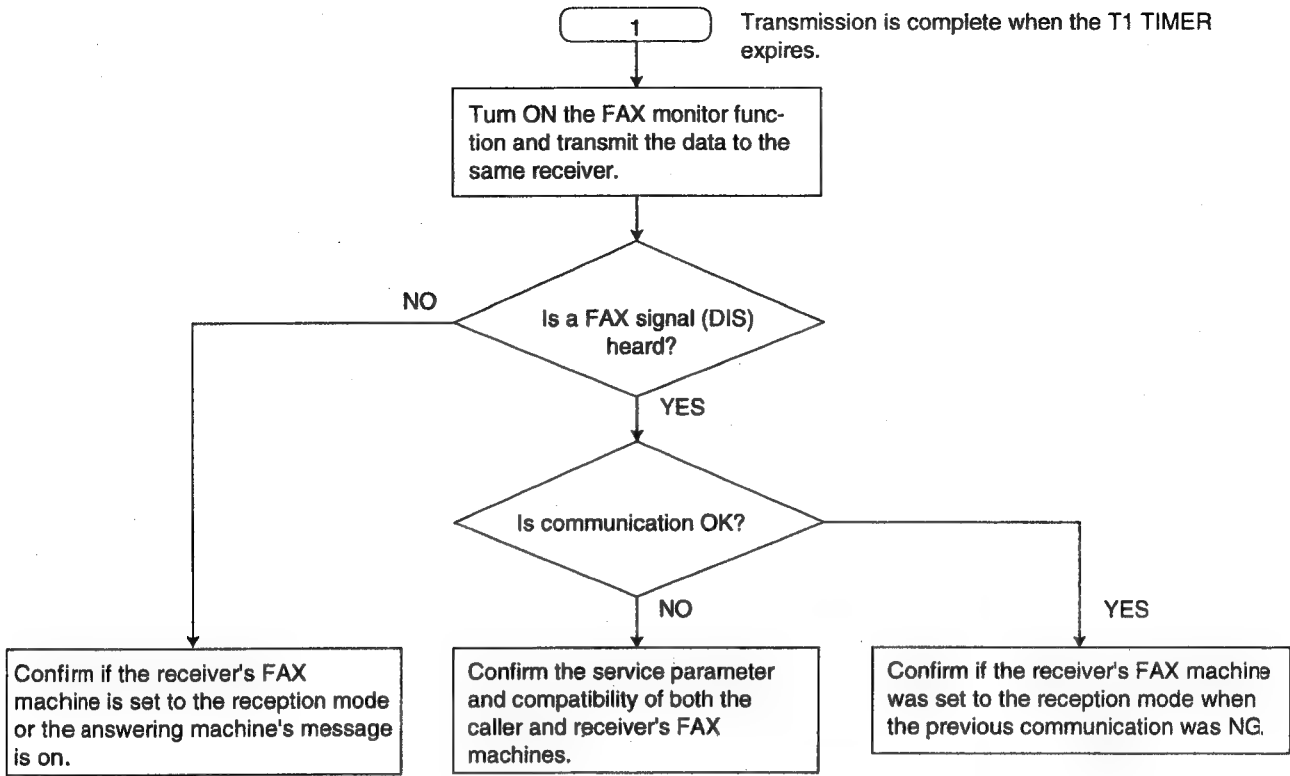 1
Transmission is complete when the T1 TIMER
expires.
Turn ON the FAX monitor func-
tion and transmit the data to the
same receiver.
NO
Is a FAX signal (DIS)
heard?
YES
Is communication OK?
NO
YES
Confirm if the receiver's FAX
machine is set to the reception mode
or the answering machine's message
is on.
Confirm the service parameter
and compatibility of both the
caller and receiver's FAX
machines.
Confirm if the receiver's FAX machine
was set to the reception mode when
the previous communication was NG.